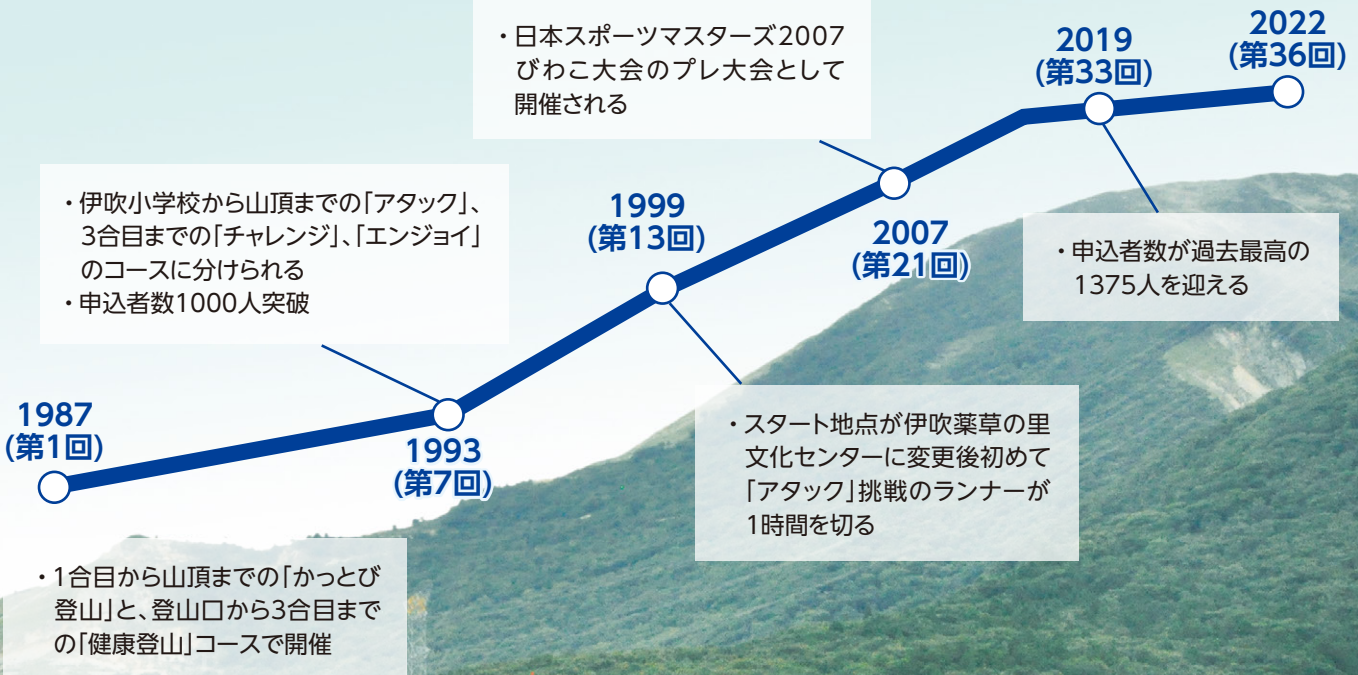 1987
(第1回)
・1合目から山頂までの「かっとび
登山」と、登山口から3合目まで
の「健康登山」コースで開催
・伊吹小学校から山頂までの「アタック」、
3合目までの「チャレンジ」、「エンジョイ」
のコースに分けられる
・申込者数1000人突破
1993
(第7回)
1999
(第13回)
・スタート地点が伊吹薬草の里
文化センターに変更後初めて
「アタック」挑戦のランナーが
1時間を切る
・日本スポーツマスターズ2007
びわこ大会のプレ大会として
開催される
2007
(第21回)
2019
(第33回)
・申込者数が過去最高の
1375人を迎える
2022
(第36回)